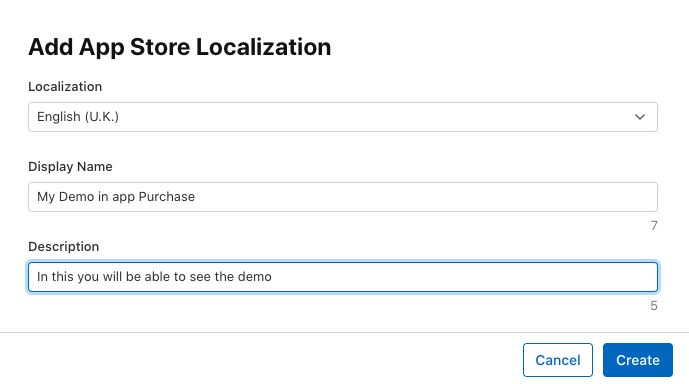 Add App Store Localization
Localization
English (U.K.)
Display Name
My Demo in app Purchase
7
Description
In this you will be able to see the demo
5
Cancel Create